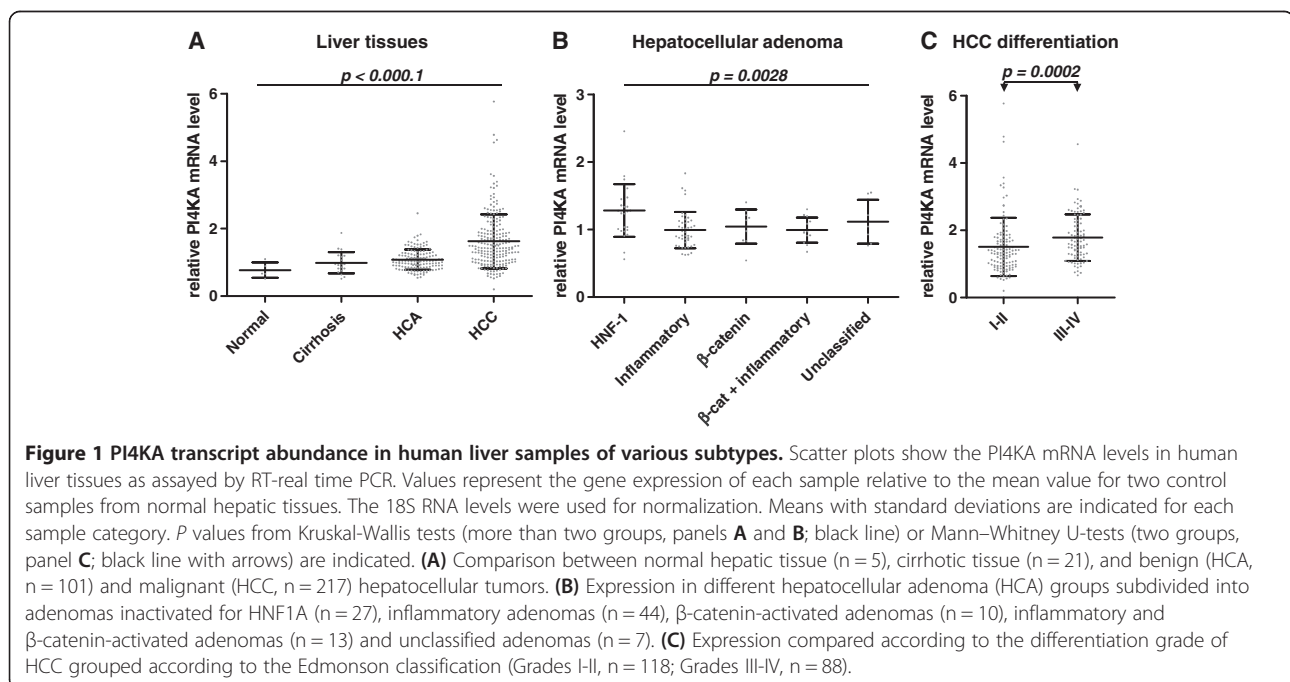 A Liver tissues
p < 0.000.1
relative PI4KA mRNA level
6
4
2
0
Normal
Cirrhosis
HCA
HCC
B Hepatocellular adenoma
p = 0.0028
relative PI4KA mRNA level
3
2
1
0
HNF-1
Inflammatory
β-catenin
β-cat + inflammatory
Unclassified
C HCC differentiation
p = 0.0002
relative PI4KA mRNA level
6
4
2
0
I-II
III-IV
Figure 1 PI4KA transcript abundance in human liver samples of various subtypes. Scatter plots show the PI4KA mRNA levels in human
liver tissues as assayed by RT-real time PCR. Values represent the gene expression of each sample relative to the mean value for two control
samples from normal hepatic tissues. The 18S RNA levels were used for normalization. Means with standard deviations are indicated for each
sample category. P values from Kruskal-Wallis tests (more than two groups, panels A and B; black line) or Mann–Whitney U-tests (two groups,
panel C; black line with arrows) are indicated. (A) Comparison between normal hepatic tissue (n = 5), cirrhotic tissue (n = 21), and benign (HCA,
n = 101) and malignant (HCC, n = 217) hepatocellular tumors. (B) Expression in different hepatocellular adenoma (HCA) groups subdivided into
adenomas inactivated for HNF1A (n = 27), inflammatory adenomas (n = 44), β-catenin-activated adenomas (n = 10), inflammatory and
β-catenin-activated adenomas (n = 13) and unclassified adenomas (n = 7). (C) Expression compared according to the differentiation grade of
HCC grouped according to the Edmonson classification (Grades I-II, n = 118; Grades III-IV, n = 88).